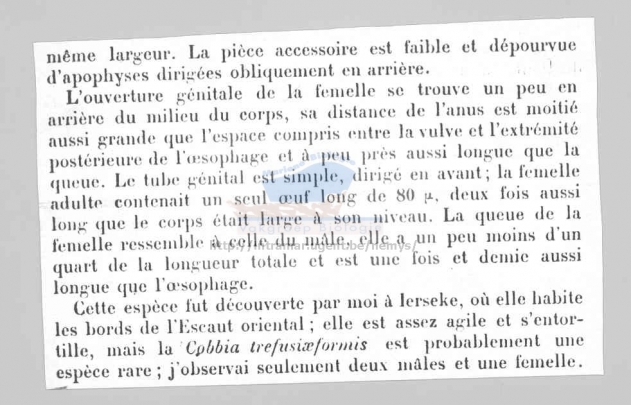 même largeur. La pièce accessoire est faible et dépourvue
d'apophyses dirigées obliquement en arrière.
L'ouverture génitale de la femelle se trouve un peu en
arrière du milieu du corps, sa distance de l'anus est moitié
aussi grande que l'espace compris entre la vulve et l'extrémité
postérieure de l'œsophage et à peu près aussi longue que la
queue. Le tube génital est simple, dirigé en avant; la femelle
adulte contenait un seul œuf long de 80 μ, deux fois aussi
long que le corps était large à son niveau. La queue de la
vakgroep biologie
femelle ressemble à celle du mâle, elle a un peu moins d'un
quart de la longueur totale et est une fois et demie aussi
longue que l'œsophage.
Cette espèce fut découverte par moi à Ierseke, où elle habite
les bords de l'Escaut oriental; elle est assez agile et s'entor-
tille, mais la Cobbia trefusiæformis est probablement une
espèce rare; j'observai seulement deux mâles et une femelle.